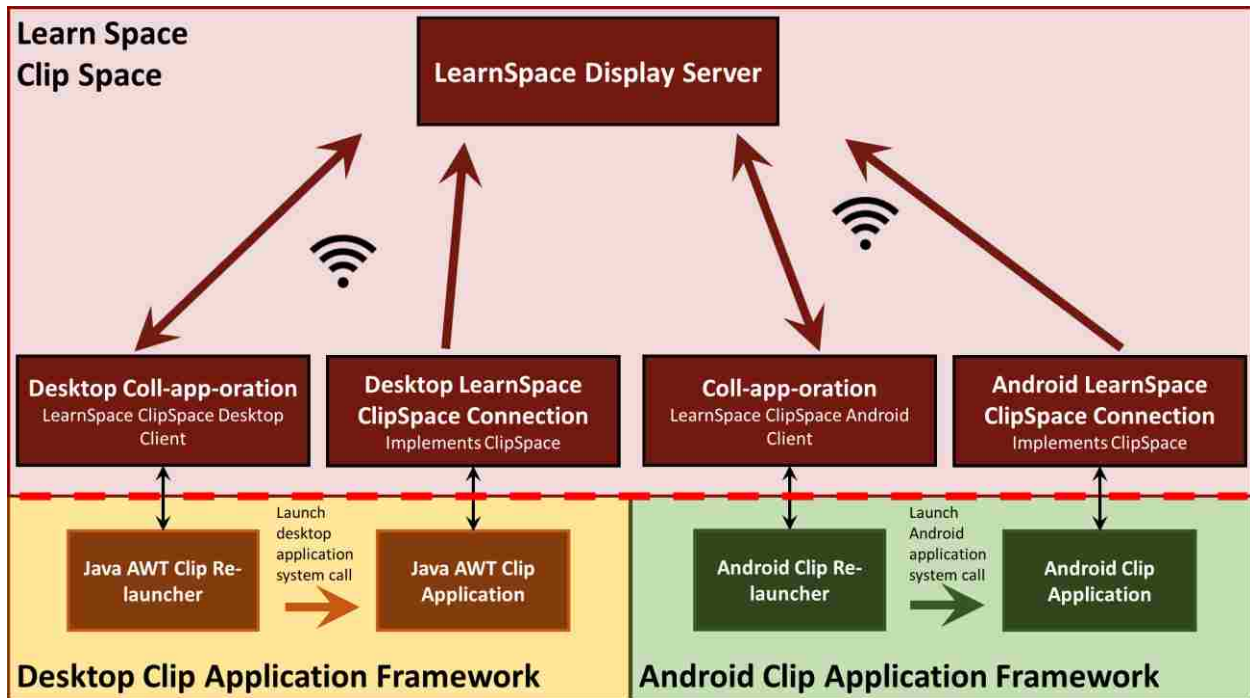 Learn Space
Clip Space
LearnSpace Display Server
Desktop Coll-app-oration
LearnSpace ClipSpace Desktop
Client
Desktop LearnSpace
ClipSpace Connection
Implements ClipSpace
Coll-app-oration
LearnSpace ClipSpace Android
Client
Android LearnSpace
ClipSpace Connection
Implements ClipSpace
Java AWT Clip Re-
launcher
Launch
desktop
application
system call
Java AWT Clip
Application
Android Clip Re-
launcher
Launch
Android
application
system call
Android Clip
Application
Desktop Clip Application Framework
Android Clip Application Framework